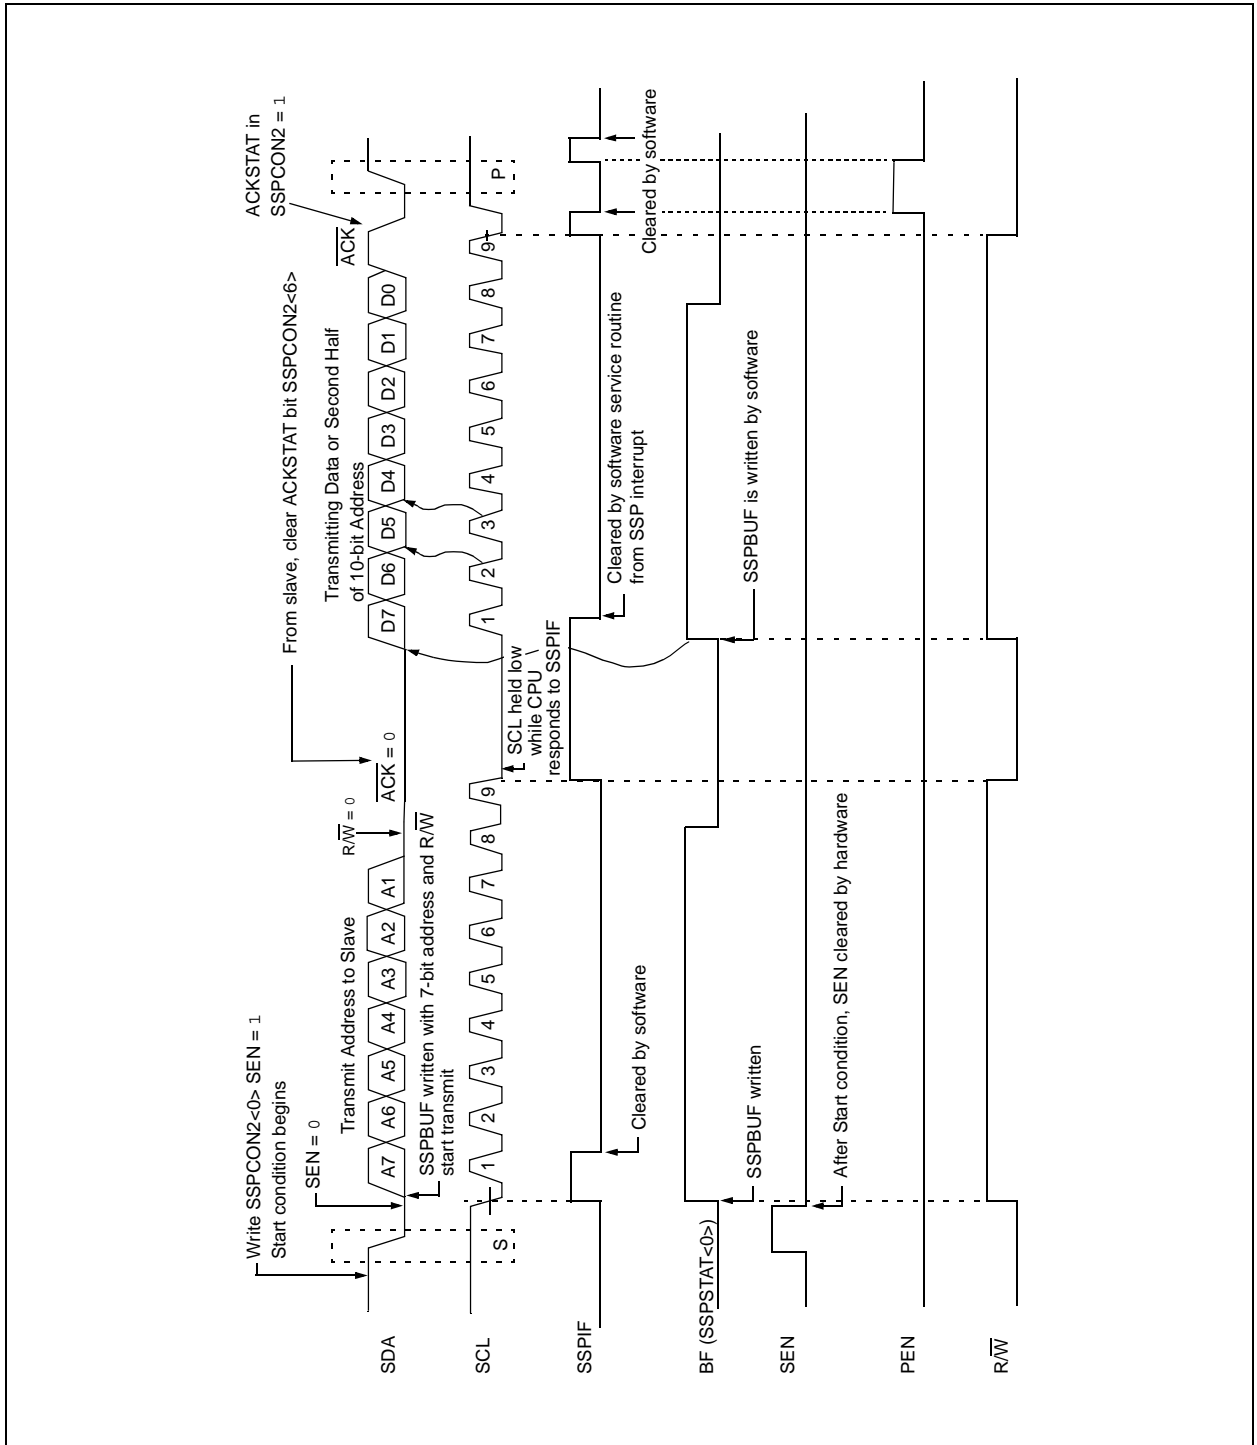 Write SSPCON2<0> SEN = 1
Start condition begins
From slave, clear ACKSTAT bit SSPCON2<6>
ACKSTAT in
SSPCON2 = 1
SEN = 0
Transmit Address to Slave
R/W = 0
ACK = 0
Transmitting Data or Second Half
of 10-bit Address
ACK
SDA
A7 A6 A5 A4 A3 A2 A1
D7 D6 D5 D4 D3 D2 D1 D0
SSPBUF written with 7-bit address and R/W
start transmit
SCL
S
1 2 3 4 5 6 7 8 9
1 2 3 4 5 6 7 8 9
P
SCL held low
while CPU
responds to SSPIF
SSPIF
Cleared by software
Cleared by software service routine
from SSP interrupt
Cleared by software
Cleared by software
BF (SSPSTAT<0>)
SSPBUF written
SSPBUF is written by software
SEN
After Start condition, SEN cleared by hardware
PEN
R/W